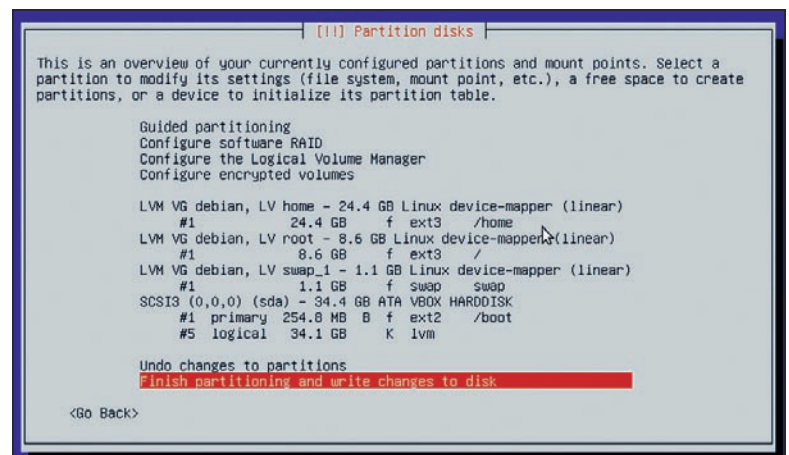 [!!] Partition disks
This is an overview of your currently configured partitions and mount points. Select a
partition to modify its settings (file system, mount point, etc.), a free space to create
partitions, or a device to initialize its partition table.
Guided partitioning
Configure software RAID
Configure the Logical Volume Manager
Configure encrypted volumes
LVM VG debian, LV home - 24.4 GB Linux device-mapper (linear)
#1 24.4 GB f ext3 /home
LVM VG debian, LV root - 8.6 GB Linux device-mapper (linear)
#1 8.6 GB f ext3 /
LVM VG debian, LV swap_1 - 1.1 GB Linux device-mapper (linear)
#1 1.1 GB f swap swap
SCSI3 (0,0,0) (sda) - 34.4 GB ATA VBOX HARDDISK
#1 primary 254.8 MB B f ext2 /boot
#5 logical 34.1 GB K lvm
Undo changes to partitions
Finish partitioning and write changes to disk
<Go Back>